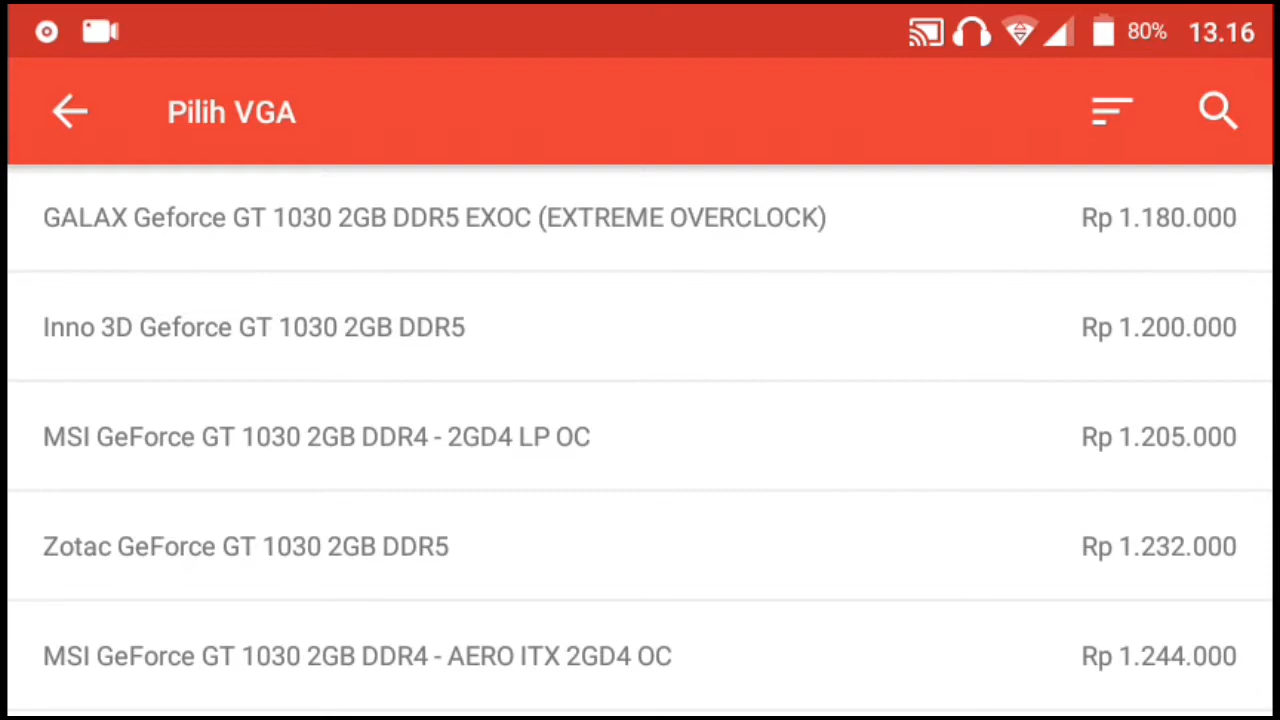 80% 13.16
Pilih VGA
GALAX Geforce GT 1030 2GB DDR5 EXOC (EXTREME OVERCLOCK) Rp 1.180.000
Inno 3D Geforce GT 1030 2GB DDR5 Rp 1.200.000
MSI GeForce GT 1030 2GB DDR4 - 2GD4 LP OC Rp 1.205.000
Zotac GeForce GT 1030 2GB DDR5 Rp 1.232.000
MSI GeForce GT 1030 2GB DDR4 - AERO ITX 2GD4 OC Rp 1.244.000